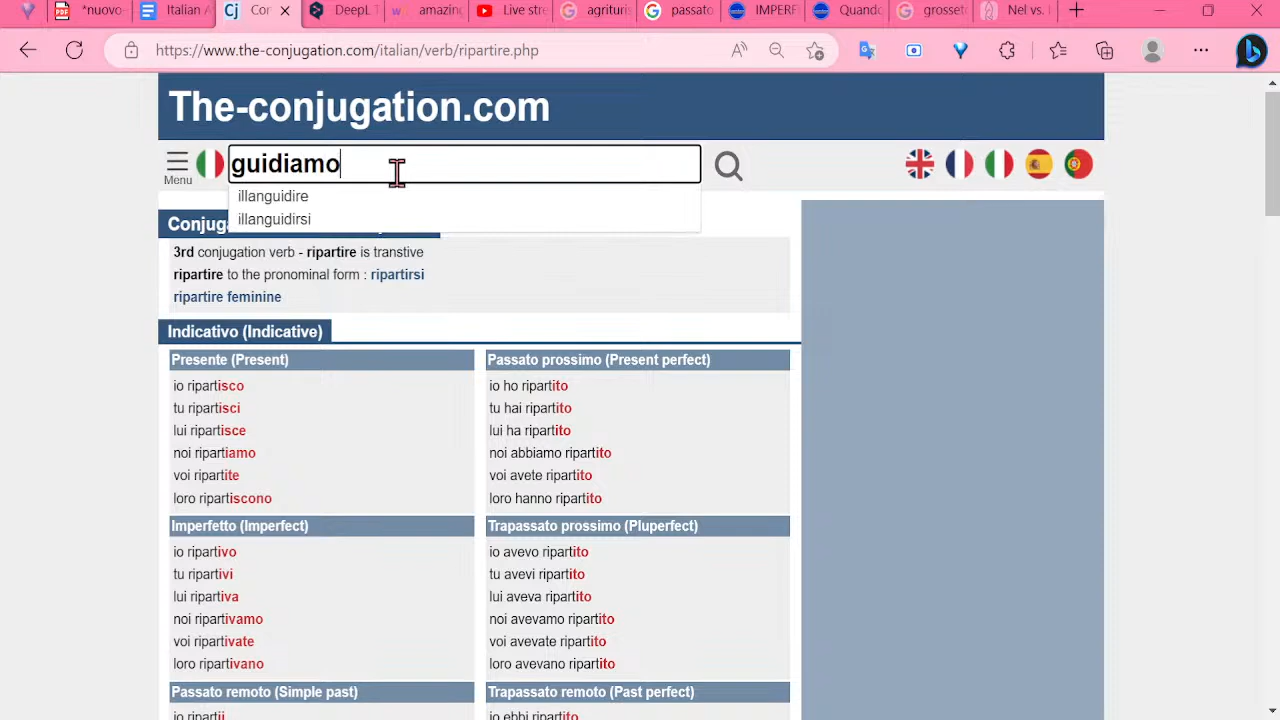 *nuovo-
Italian A
Cor
DeepL T
amazing
Live stre
agrituri
passato
IMPERF
Quando
grosset
Nel vs. I
https://www.the-conjugation.com/italian/verb/ripartire.php
The-conjugation.com
Menu
guidiamo
illanguidire
illanguidirsi
Conjug
3rd conjugation verb - ripartire is transtive
ripartire to the pronominal form : ripartirsi
ripartire feminine
Indicativo (Indicative)
Presente (Present)
io ripartisco
tu ripartisci
lui ripartisce
noi ripartiamo
voi ripartite
loro ripartiscono
Passato prossimo (Present perfect)
io ho ripartito
tu hai ripartito
lui ha ripartito
noi abbiamo ripartito
voi avete ripartito
loro hanno ripartito
Imperfetto (Imperfect)
io ripartivo
tu ripartivi
lui ripartiva
noi ripartivamo
voi ripartivate
loro ripartivano
Trapassato prossimo (Pluperfect)
io avevo ripartito
tu avevi ripartito
lui aveva ripartito
noi avevamo ripartito
voi avevate ripartito
loro avevano ripartito
Passato remoto (Simple past)
io ripartii
Trapassato remoto (Past perfect)
io ebbi ripartito